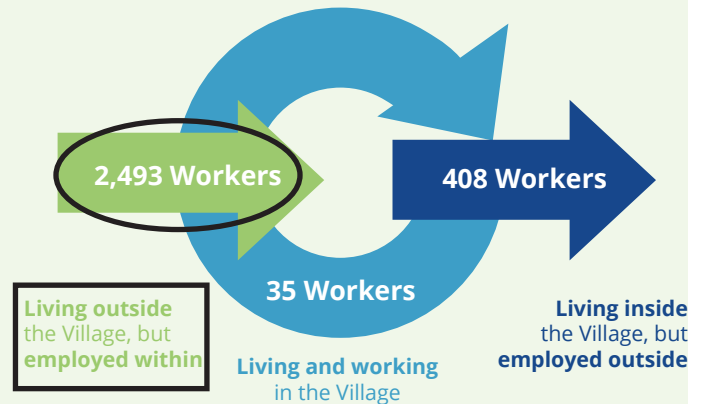 2,493 Workers
408 Workers
35 Workers
Living outside
the Village, but
employed within
Living and working
in the Village
Living inside
the Village, but
employed outside